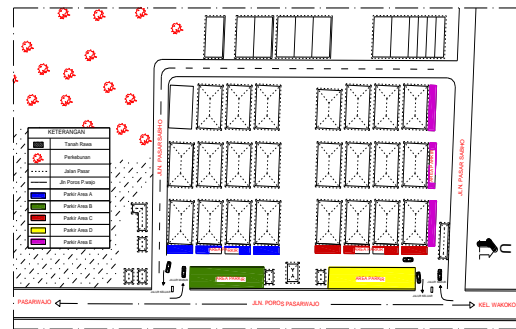 KETERANGAN
Tanah Rawa
Perkebunan
Jalan Pasar
Jln Poros P.wajo
Parkir Area A
Parkir Area B
Parkir Area C
Parkir Area D
Parkir Area E
JLN. PASAR SABHO
JLN. PASAR SABHO
AREA PARKIR
AREA PARKIR
PASARWAJO
JLN. POROS PASARWAJO
KEL. WAKOKO